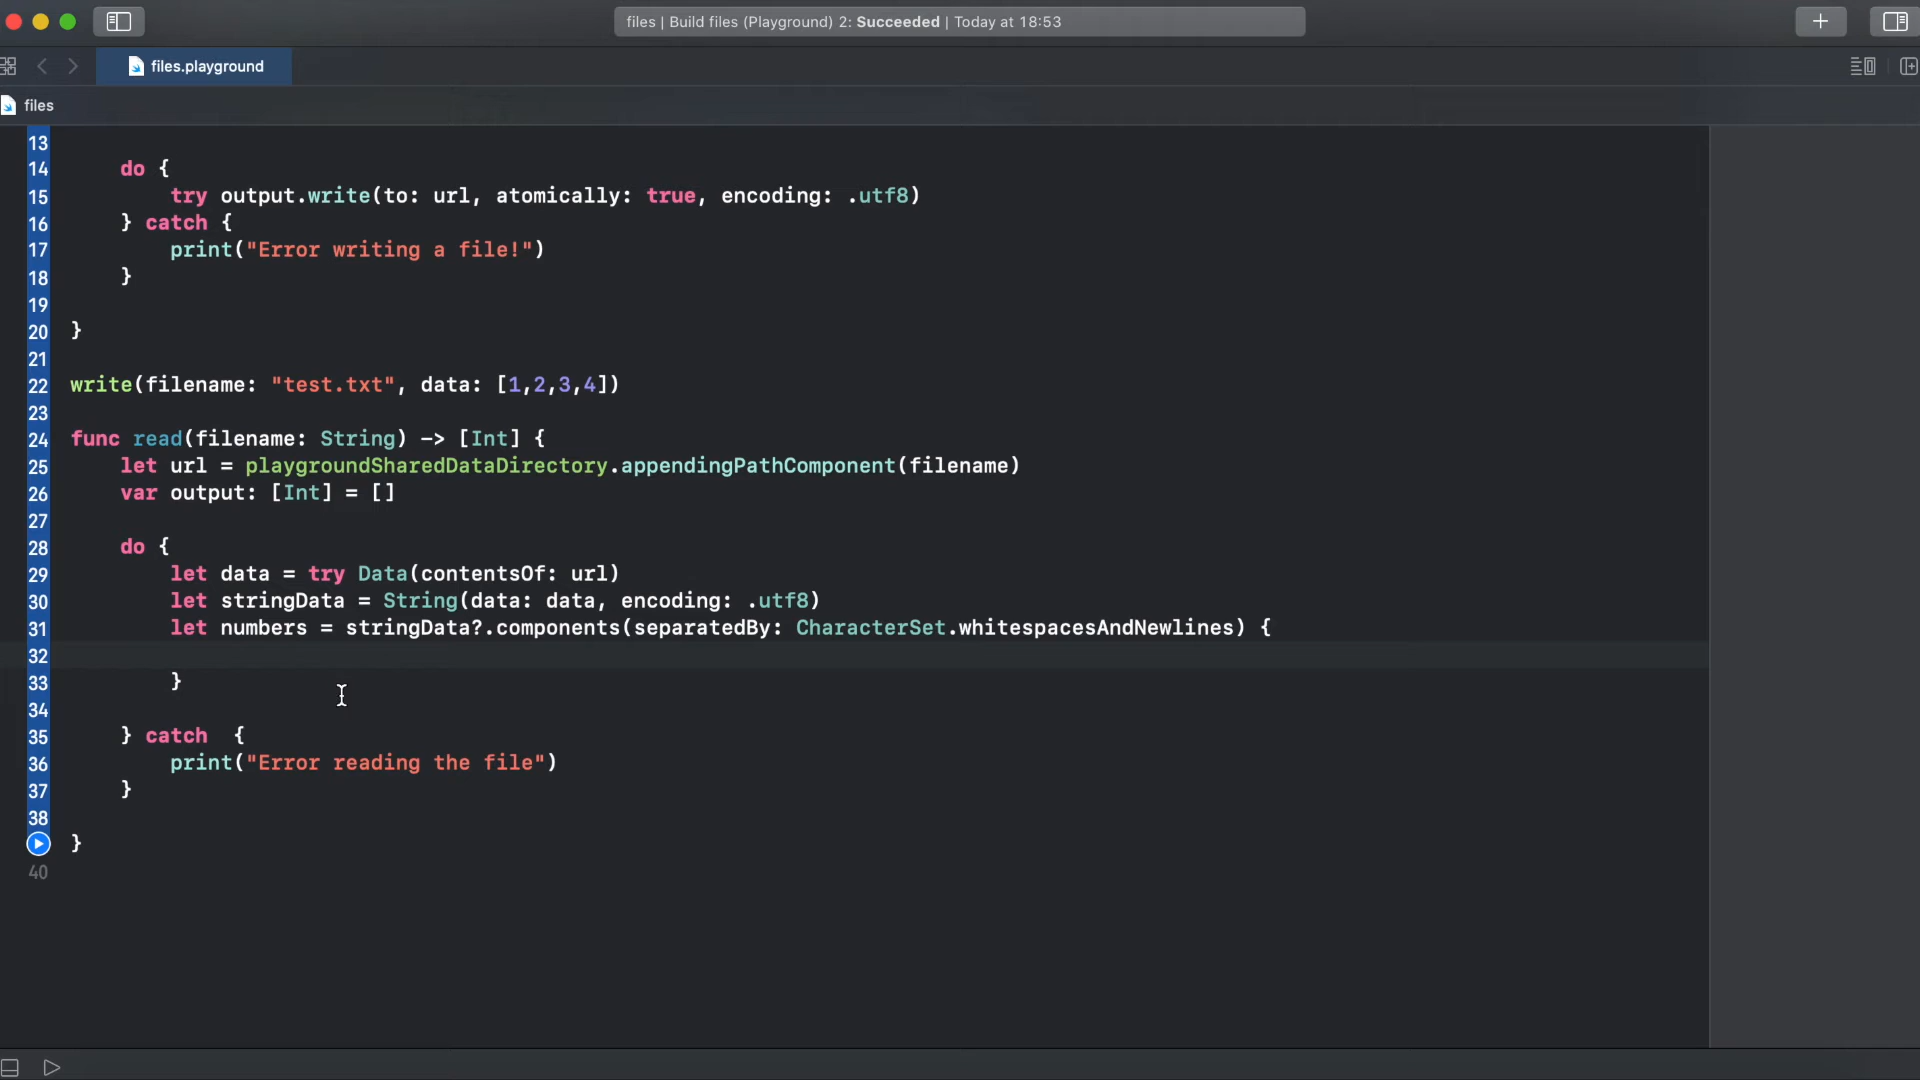 files | Build files (Playground) 2: Succeeded | Today at 18:53
files.playground
files
13
14 do {
15 try output.write(to: url, atomically: true, encoding: .utf8)
16 } catch {
17 print("Error writing a file!")
18 }
19
20 }
21
22 write(filename: "test.txt", data: [1,2,3,4])
23
24 func read(filename: String) -> [Int] {
25 let url = playgroundSharedDataDirectory.appendingPathComponent(filename)
26 var output: [Int] = []
27
28 do {
29 let data = try Data(contentsOf: url)
30 let stringData = String(data: data, encoding: .utf8)
31 let numbers = stringData?.components(separatedBy: CharacterSet.whitespacesAndNewlines) {
32
33 }
34
35 } catch  {
36 print("Error reading the file")
37 }
38
}
40